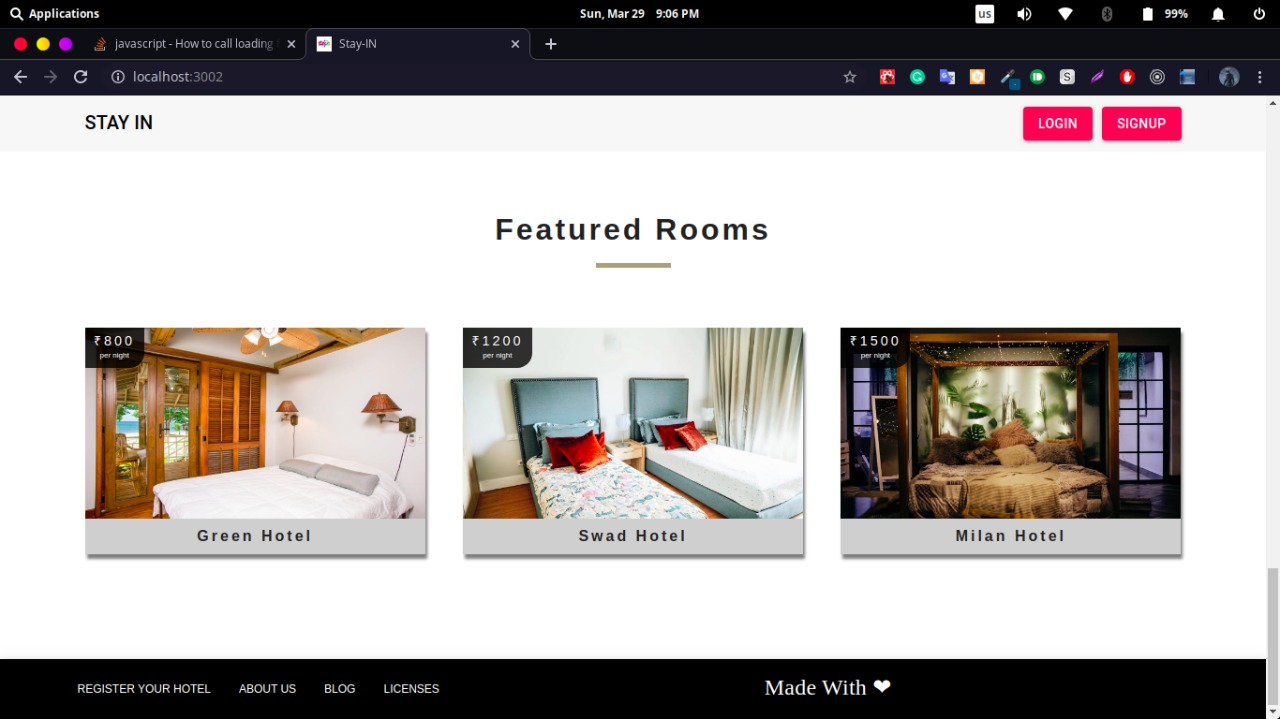 Applications
Sun, Mar 29 9:06 PM
us
99%
javascript - How to call loading
Stay-IN
localhost:3002
STAY IN
LOGIN
SIGNUP
Featured Rooms
₹800
per night
₹1200
per night
₹1500
per night
Green Hotel
Swad Hotel
Milan Hotel
REGISTER YOUR HOTEL
ABOUT US
BLOG
LICENSES
Made With ❤